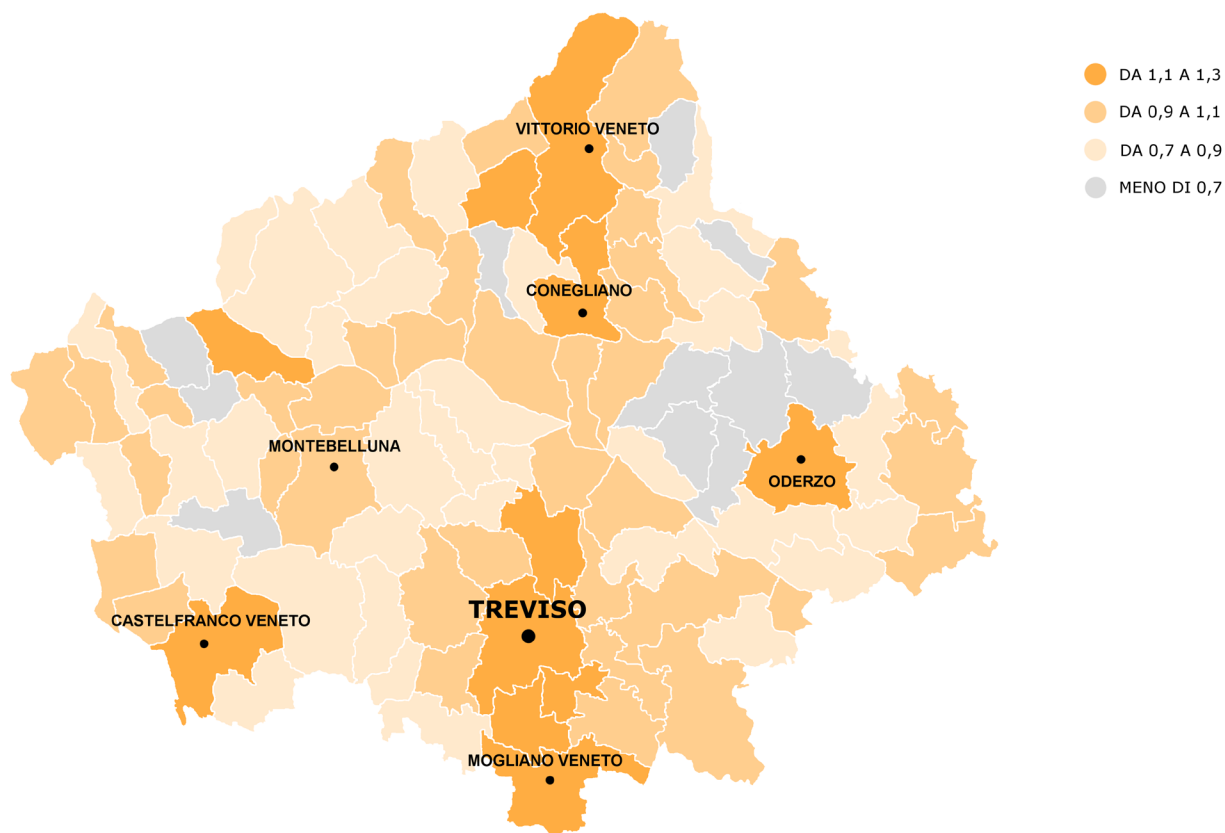 DA 1,1 A 1,3
DA 0,9 A 1,1
VITTORIO VENETO
DA 0,7 A 0,9
MENO DI 0,7
CONEGLIANO
MONTEBELLUNA
ODERZO
TREVISO
CASTELFRANCO VENETO
MOGLIANO VENETO